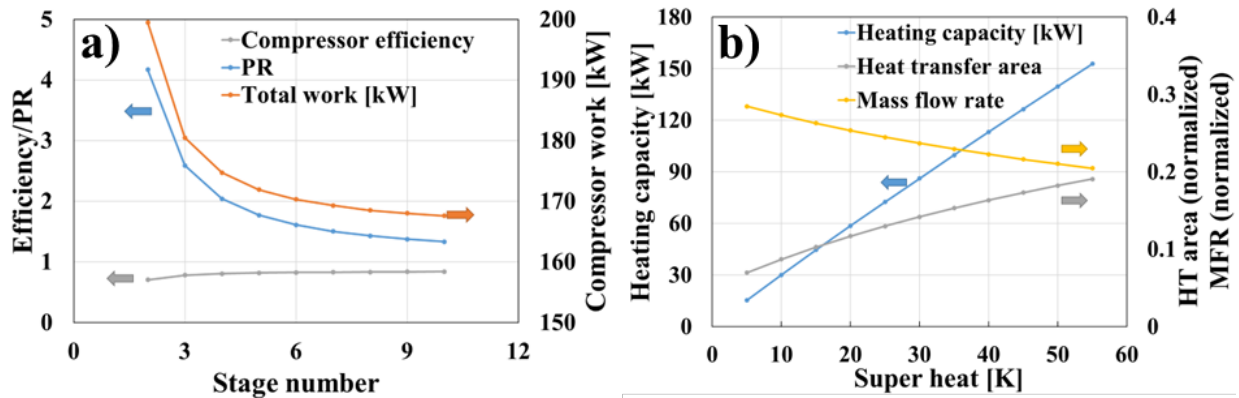 a)
Compressor efficiency
PR
Total work [kW]
5
4
3
2
1
0
Efficiency/PR
200
190
180
170
160
150
Compressor work [kW]
0 3 6 9 12
Stage number
b)
Heating capacity [kW]
Heat transfer area
Mass flow rate
180
150
120
90
60
30
0
Heating capacity [kW]
0.4
0.3
0.2
0.1
0
HT area (normalized)
MFR (normalized)
0 10 20 30 40 50 60
Super heat [K]